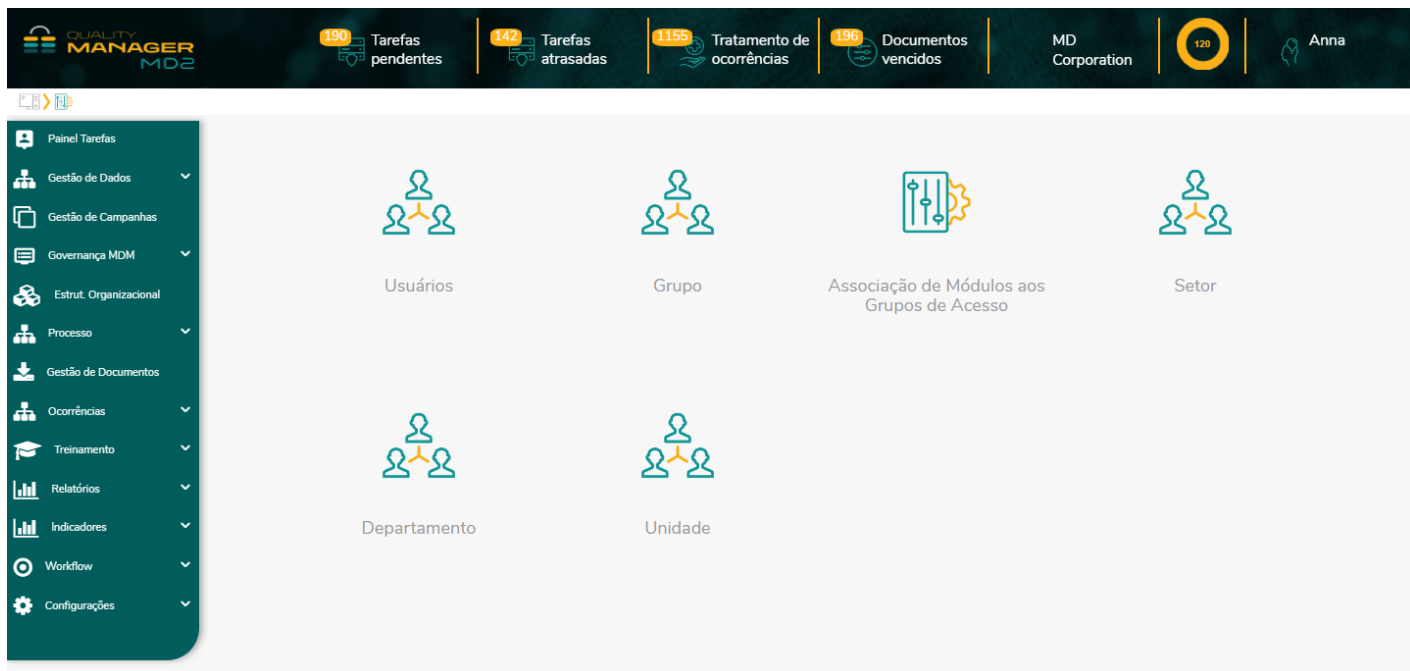 QUALITY
MANAGER
MD2
190
Tarefas
pendentes
142
Tarefas
atrasadas
1155
Tratamento de
ocorrências
196
Documentos
vencidos
MD
Corporation
120
Anna
Painel Tarefas
Gestão de Dados
Gestão de Campanhas
Governança MDM
Estrut. Organizacional
Processo
Gestão de Documentos
Ocorrências
Treinamento
Relatórios
Indicadores
Workflow
Configurações
Usuários
Grupo
Associação de Módulos aos
Grupos de Acesso
Setor
Departamento
Unidade